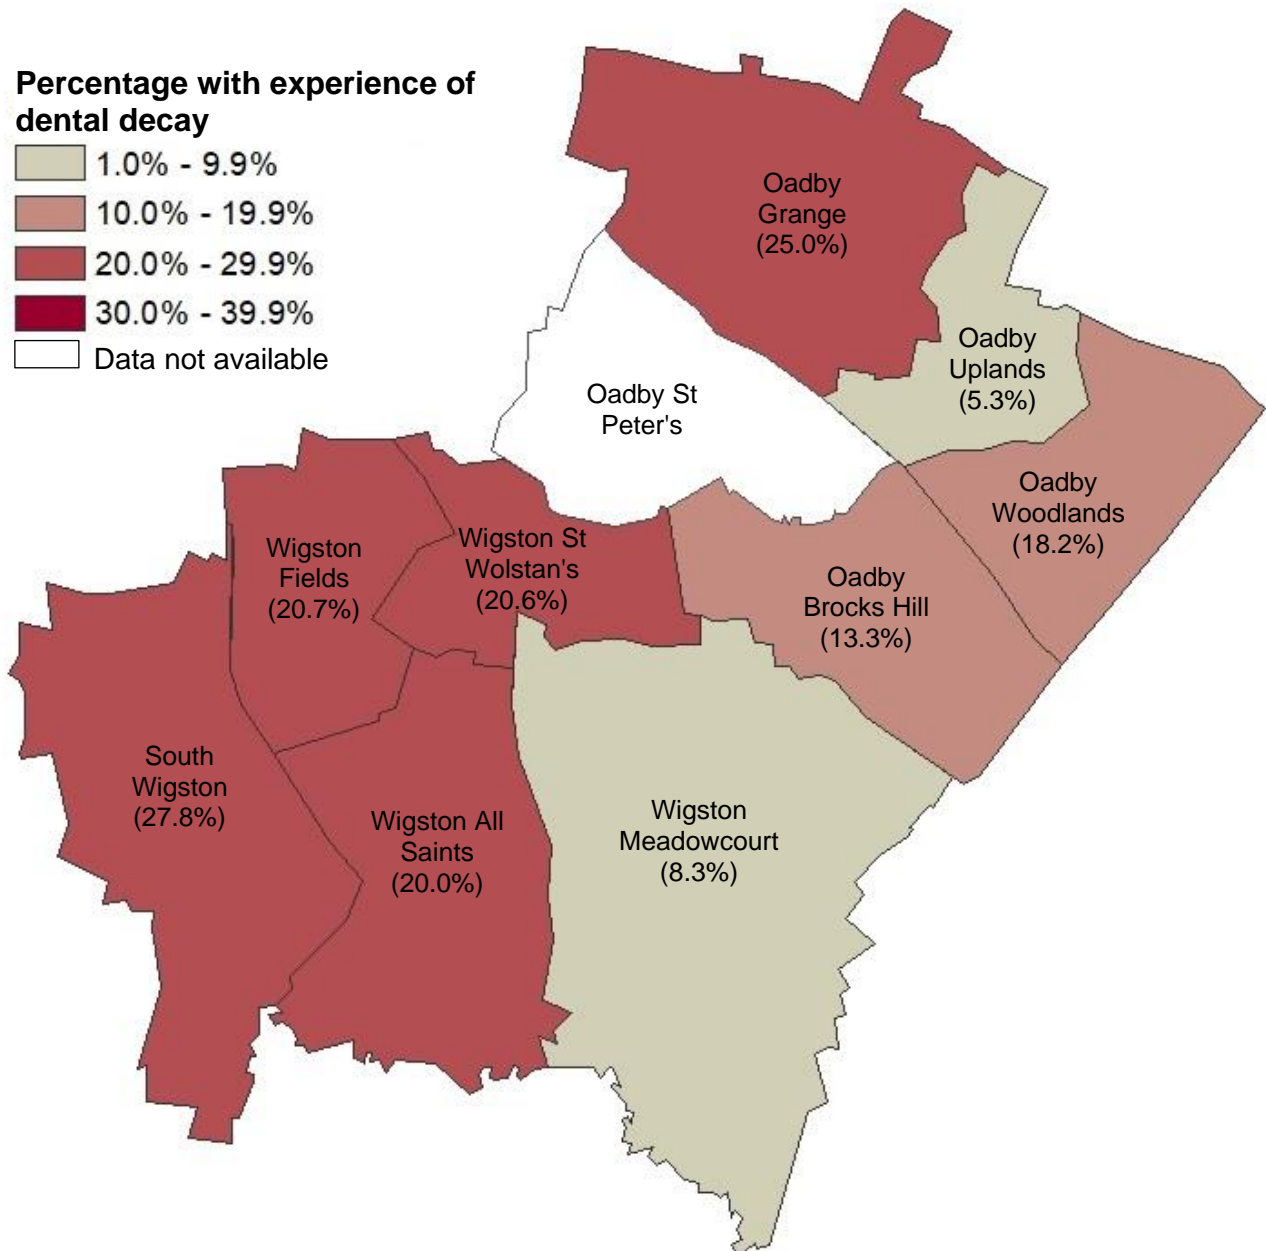 Percentage with experience of
dental decay
1.0% - 9.9%
10.0% - 19.9%
20.0% - 29.9%
30.0% - 39.9%
Data not available
Oadby
Grange
(25.0%)
Oadby
Uplands
(5.3%)
Oadby St
Peter's
Oadby
Woodlands
(18.2%)
Wigston
Fields
(20.7%)
Wigston St
Wolstan's
(20.6%)
Oadby
Brocks Hill
(13.3%)
South
Wigston
(27.8%)
Wigston All
Saints
(20.0%)
Wigston
Meadowcourt
(8.3%)